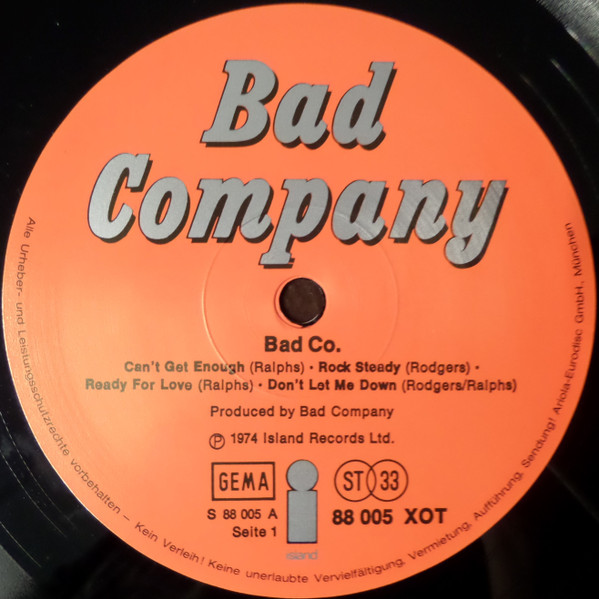 Bad
Company
Bad Co.
Can't Get Enough (Ralphs) • Rock Steady (Rodgers) •
Ready For Love (Ralphs) • Don't Let Me Down (Rodgers/Ralphs)
Produced by Bad Company
Ⓟ 1974 Island Records Ltd.
GEMA
ST 33
S 88 005 A
88 005 XOT
Seite 1
island
Alle Urheber- und Leistungsschutzrechte vorbehalten – Kein Verleih! Keine unerlaubte Vervielfältigung, Vermietung, Aufführung, Sendung! Ariola-Eurodisc GmbH., München